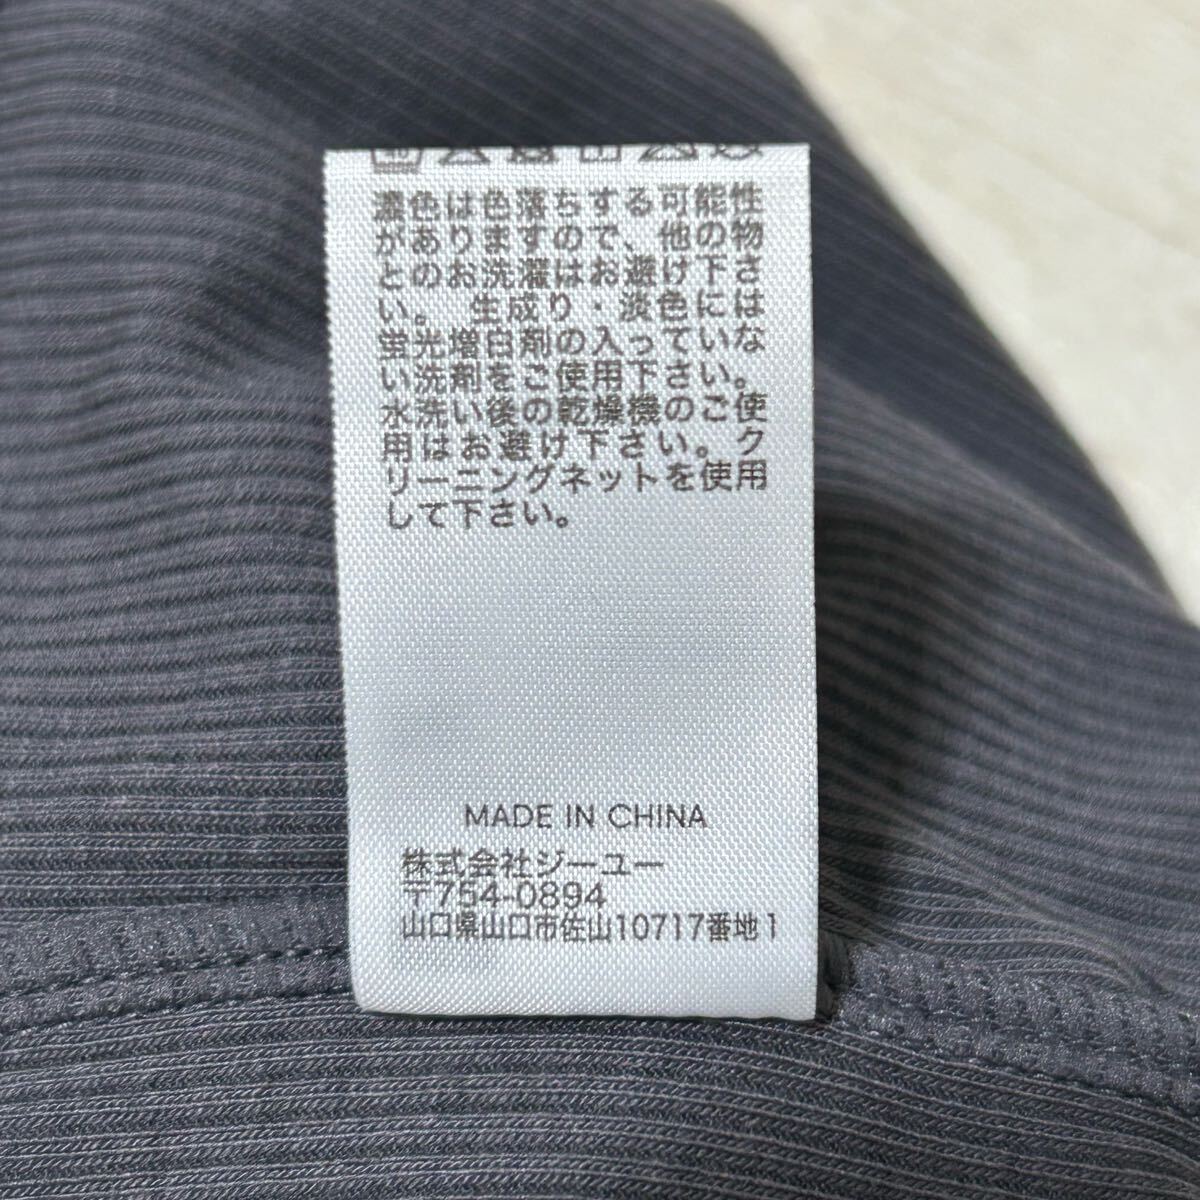 濃色は色落ちする可能性
がありますので、他の物
とのお洗濯はお避け下さ
い。 生成り・淡色には
蛍光増白剤の入っていな
い洗剤をご使用下さい。
水洗い後の乾燥機のご使
用はお避け下さい。ク
リーニングネットを使用
して下さい。
MADE IN CHINA
株式会社ジーユー
〒754-0894
山口県山口市佐山10717番地1